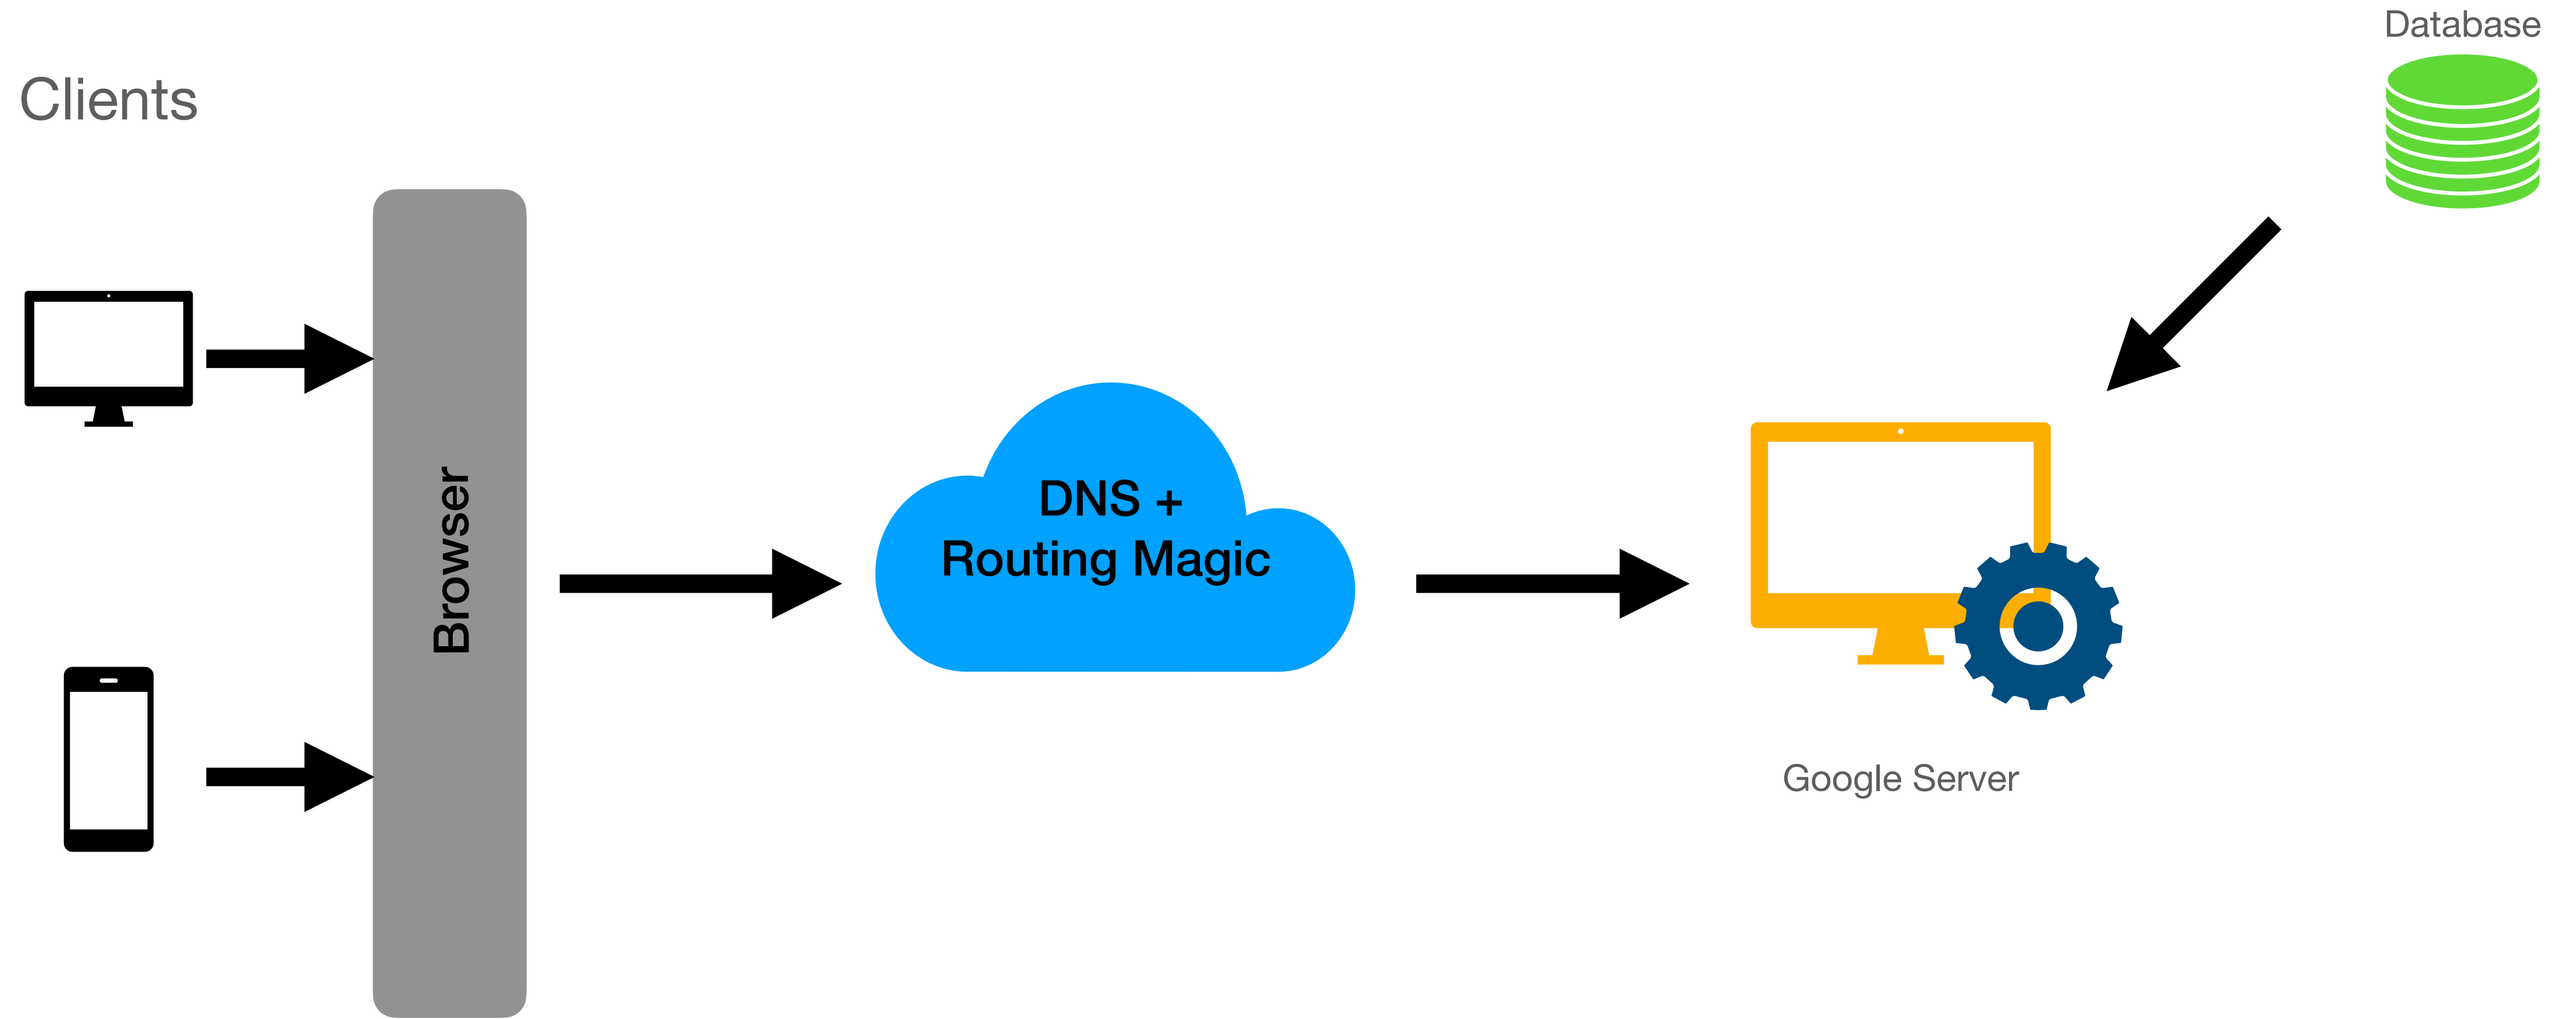 Clients
Browser
DNS +
Routing Magic
Google Server
Database